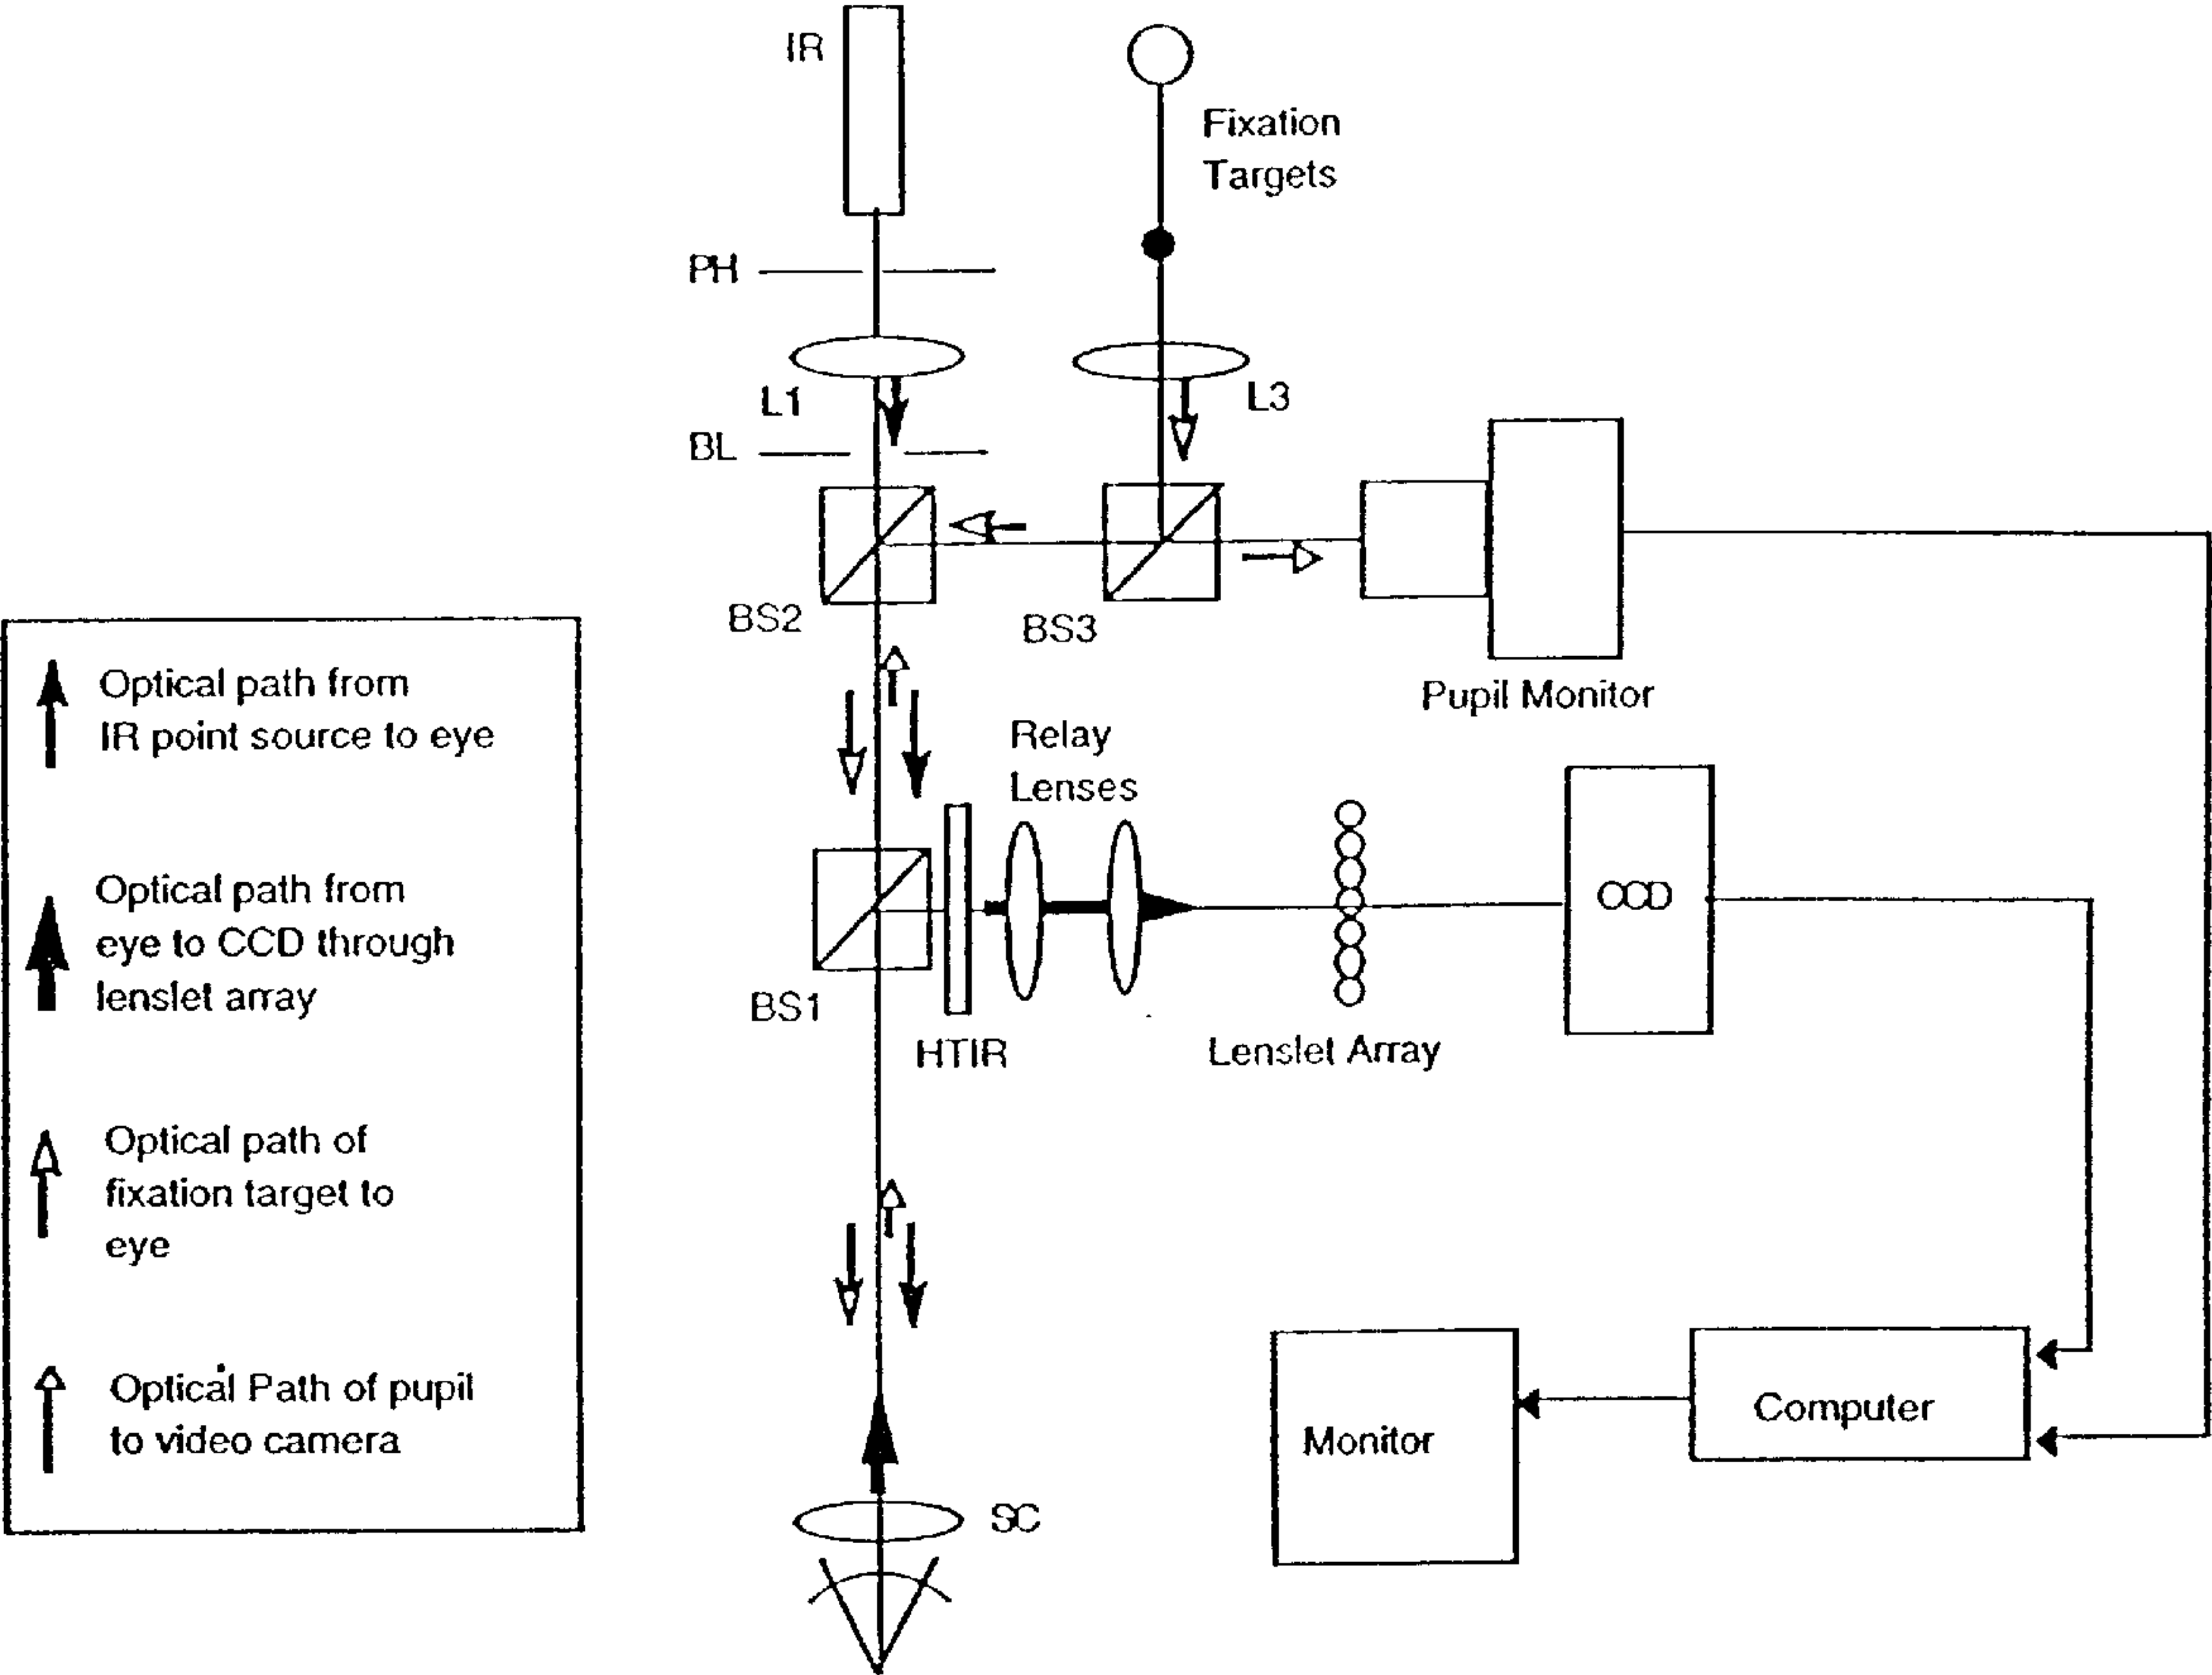 IR
Fixation
Targets
PH
L1
L3
BL
BS2
BS3
Pupil Monitor
Optical path from
IR point source to eye
Relay
Lenses
Optical path from
eye to CCD through
lenslet array
CCD
BS1
HTIR
Lenslet Array
Optical path of
fixation target to
eye
Optical Path of pupil
to video camera
Computer
Monitor
SC